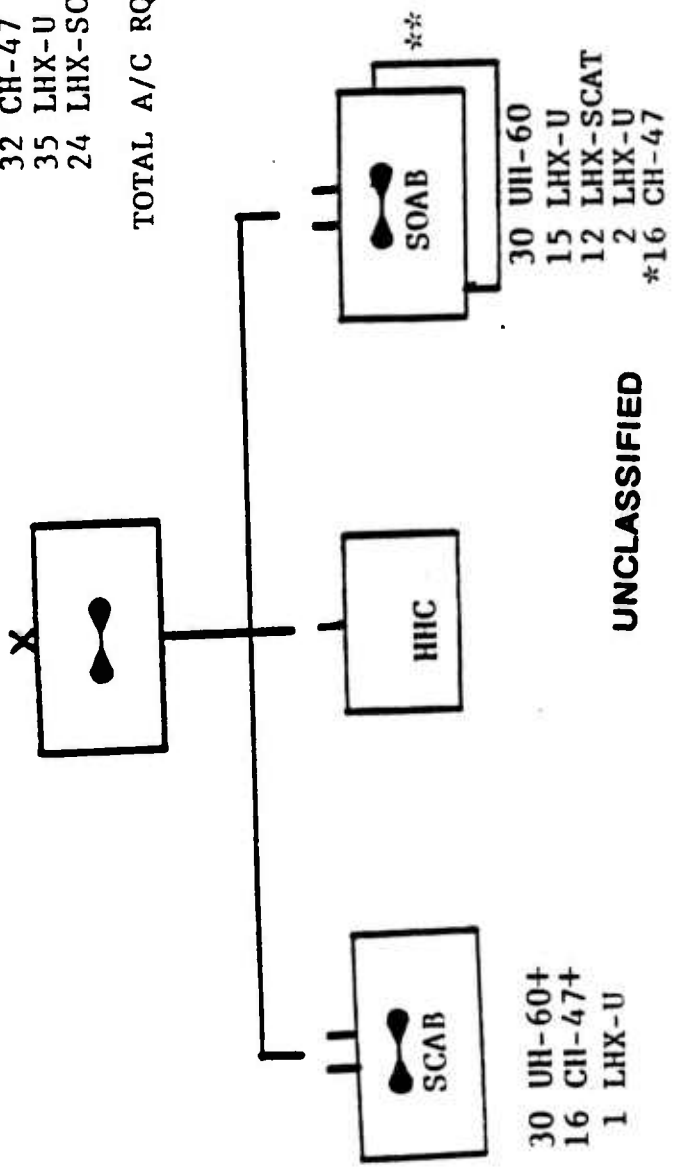 32 CH-47
35 LHX-U
24 LHX-SC
TOTAL A/C RQ
X
SCAB
30 UH-60+
16 CH-47+
1 LHX-U
HHC
SOAB
**
30 UH-60
15 LHX-U
12 LHX-SCAT
2 LHX-U
*16 CH-47
UNCLASSIFIED